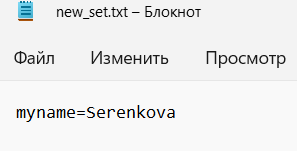 new_set.txt – Блокнот
Файл Изменить Просмотр
myname=Serenkova